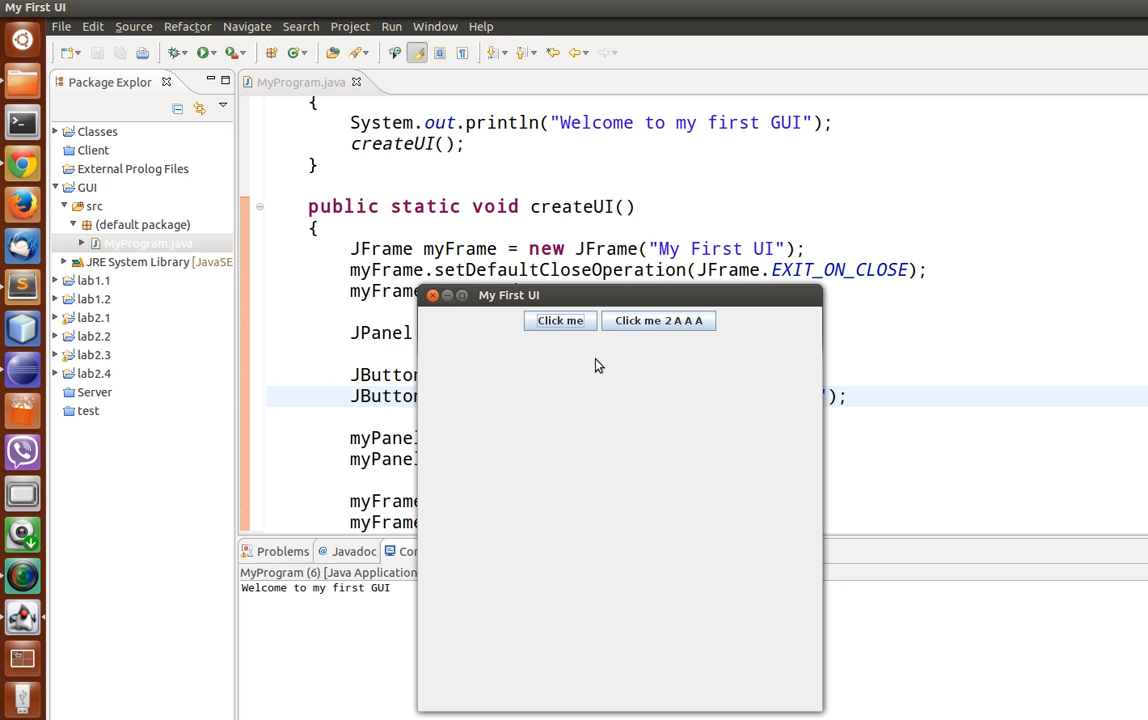 My First UI
File Edit Source Refactor Navigate Search Project Run Window Help
Package Explor
MyProgram.java
Classes
Client
External Prolog Files
GUI
src
(default package)
MyProgram.java
JRE System Library [JavaSE
lab1.1
lab1.2
lab2.1
lab2.2
lab2.3
lab2.4
Server
test
{
System.out.println("Welcome to my first GUI");
createUI();
}
public static void createUI()
{
JFrame myFrame = new JFrame("My First UI");
myFrame.setDefaultCloseOperation(JFrame.EXIT_ON_CLOSE);
myFrame
JPanel
JButton
JButton ");
myPanel
myPanel
myFrame
myFrame
My First UI
Click me
Click me 2 A A A
Problems @ Javadoc Con
MyProgram (6) [Java Application
Welcome to my first GUI